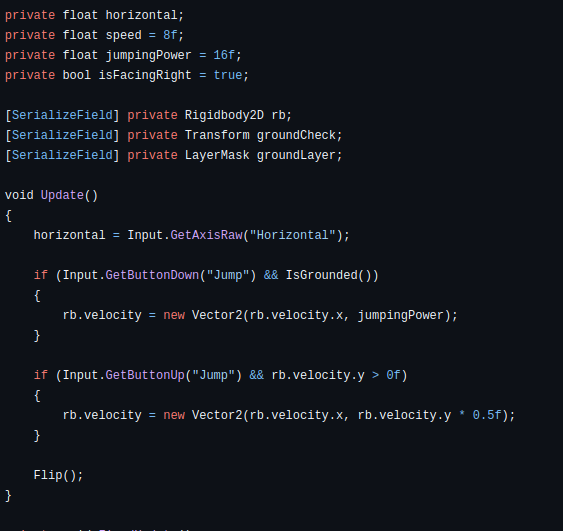 private float horizontal;
private float speed = 8f;
private float jumpingPower = 16f;
private bool isFacingRight = true;

[SerializeField] private Rigidbody2D rb;
[SerializeField] private Transform groundCheck;
[SerializeField] private LayerMask groundLayer;

void Update()
{
    horizontal = Input.GetAxisRaw("Horizontal");

    if (Input.GetButtonDown("Jump") && IsGrounded())
    {
        rb.velocity = new Vector2(rb.velocity.x, jumpingPower);
    }

    if (Input.GetButtonUp("Jump") && rb.velocity.y > 0f)
    {
        rb.velocity = new Vector2(rb.velocity.x, rb.velocity.y * 0.5f);
    }

    Flip();
}